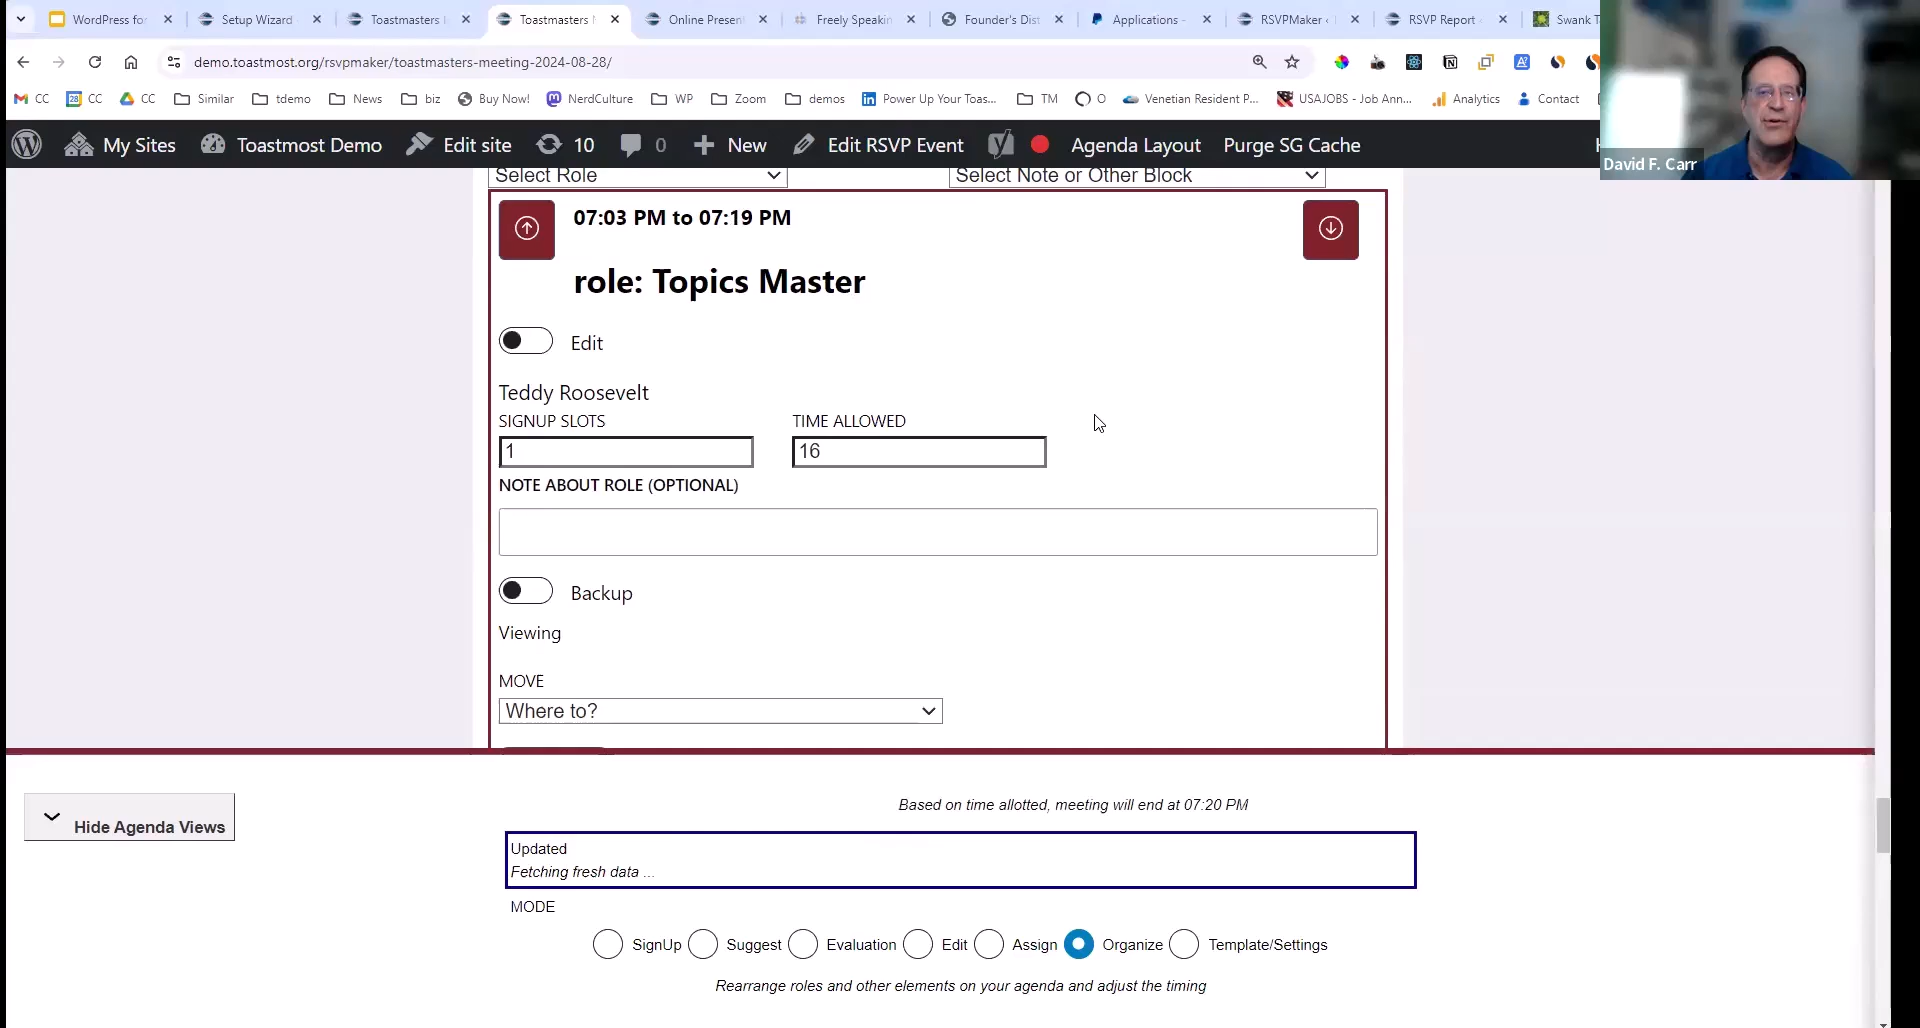 WordPress for
Setup Wizard
Toastmasters
Toastmasters
Online Presen
Freely Speakin
Founder's Dist
Applications -
RSVPMaker ‹
RSVP Report
Swank T
demo.toastmost.org/rsvpmaker/toastmasters-meeting-2024-08-28/
CC
28 CC
CC
Similar
tdemo
News
biz
Buy Now!
NerdCulture
WP
Zoom
demos
Power Up Your Toas...
TM
O
Venetian Resident P...
USAJOBS - Job Ann...
Analytics
Contact
My Sites
Toastmost Demo
Edit site
10
0
New
Edit RSVP Event
Agenda Layout
Purge SG Cache
David F. Carr
Select Role
Select Note or Other Block
07:03 PM to 07:19 PM
role: Topics Master
Edit
Teddy Roosevelt
SIGNUP SLOTS
TIME ALLOWED
1
16
NOTE ABOUT ROLE (OPTIONAL)
Backup
Viewing
MOVE
Where to?
Based on time allotted, meeting will end at 07:20 PM
Hide Agenda Views
Updated
Fetching fresh data ...
MODE
SignUp
Suggest
Evaluation
Edit
Assign
Organize
Template/Settings
Rearrange roles and other elements on your agenda and adjust the timing